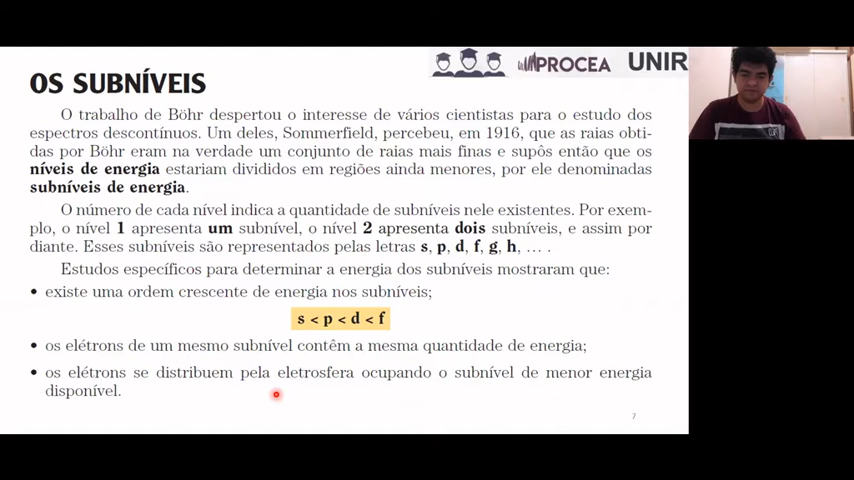 PROCEA UNIR
OS SUBNÍVEIS
O trabalho de Böhr despertou o interesse de vários cientistas para o estudo dos
espectros descontínuos. Um deles, Sommerfield, percebeu, em 1916, que as raias obti-
das por Böhr eram na verdade um conjunto de raias mais finas e supôs então que os
níveis de energia estariam divididos em regiões ainda menores, por ele denominadas
subníveis de energia.
O número de cada nível indica a quantidade de subníveis nele existentes. Por exem-
plo, o nível 1 apresenta um subnível, o nível 2 apresenta dois subníveis, e assim por
diante. Esses subníveis são representados pelas letras s, p, d, f, g, h, ... .
Estudos específicos para determinar a energia dos subníveis mostraram que:
• existe uma ordem crescente de energia nos subníveis;
s < p < d < f
• os elétrons de um mesmo subnível contêm a mesma quantidade de energia;
• os elétrons se distribuem pela eletrosfera ocupando o subnível de menor energia
disponível.
7